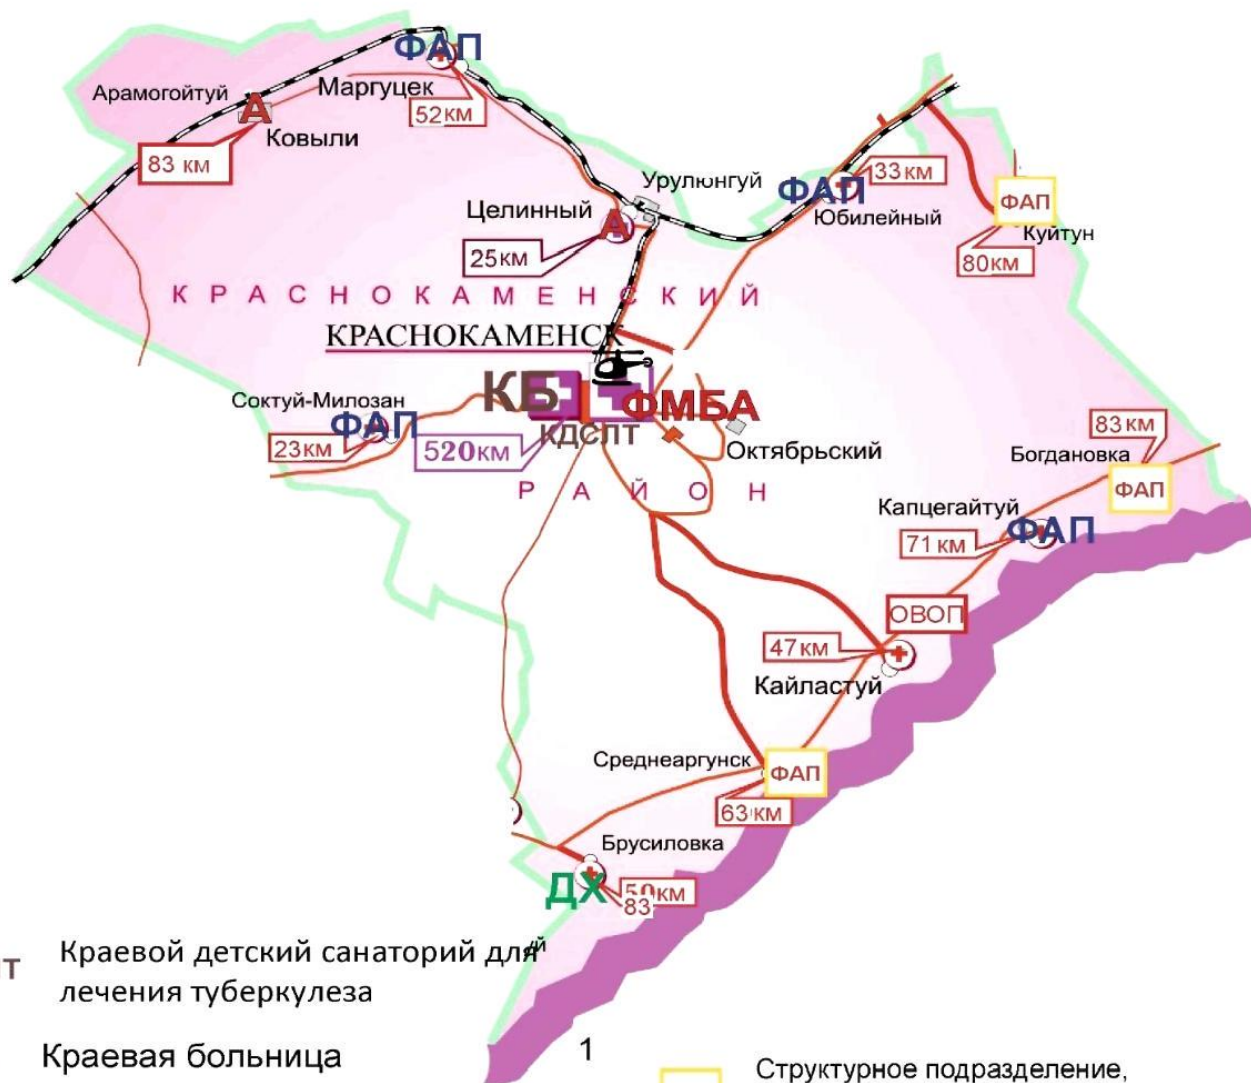 ФАП
Арамогойтуй
Маргуцек
А
52км
Ковыли
83 км
Урулюнгуй
ФАП
33км
Юбилейный
ФАП
Куйтун
80км
Целинный
А
25км
КРАСНОКАМЕНСКИЙ
КРАСНОКАМЕНСК
КБ
ФМБА
КДСЛТ
Соктуй-Милозан
ФАП
23км
520км
Октябрьский
РАЙОН
83км
Богдановка
ФАП
Капцегайтуй
ФАП
71км
ОВОП
47км
Кайластуй
Среднеаргунск
ФАП
63км
Брусиловка
ДХ
50км
83
Краевой детский санаторий для
лечения туберкулеза
Краевая больница
1
Структурное подразделение,